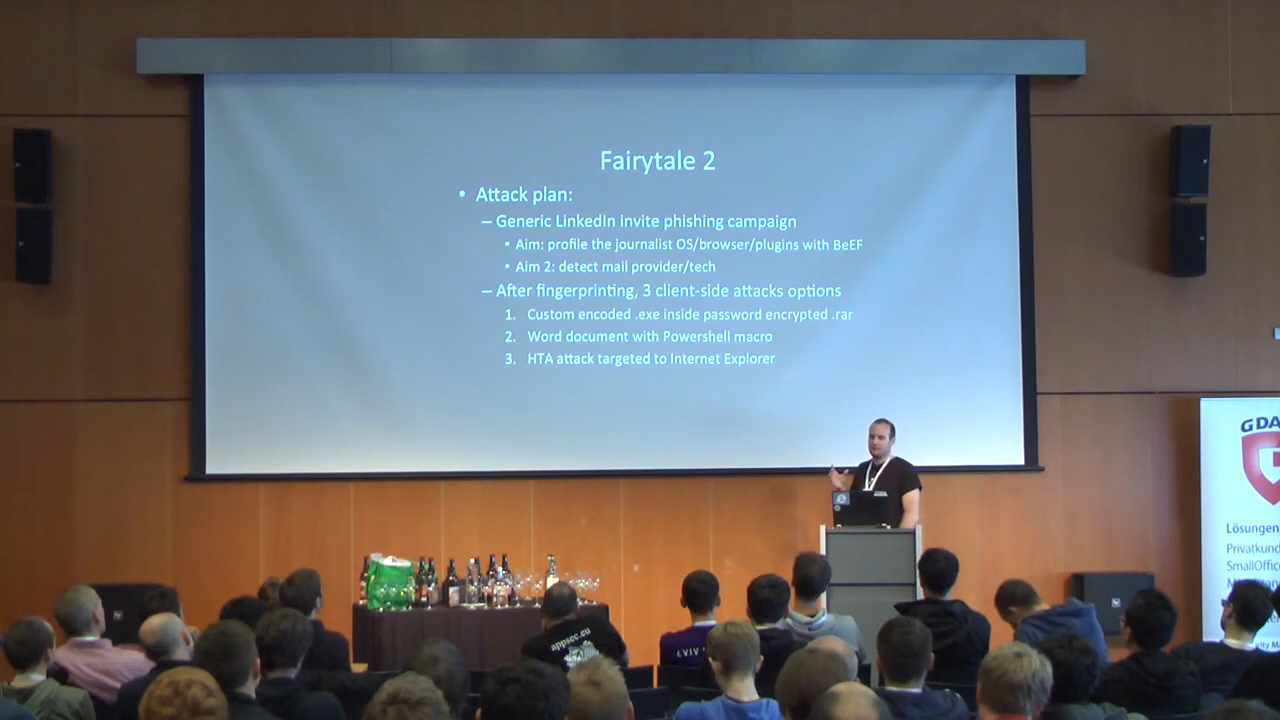 Fairytale 2
• Attack plan:
– Generic LinkedIn invite phishing campaign
• Aim: profile the journalist OS/browser/plugins with BeEF
• Aim 2: detect mail provider/tech
– After fingerprinting, 3 client-side attacks options
1. Custom encoded .exe inside password encrypted .rar
2. Word document with Powershell macro
3. HTA attack targeted to Internet Explorer
G DA
Lösungen
Privatkund
SmallOffic
appsec.eu
LVIV